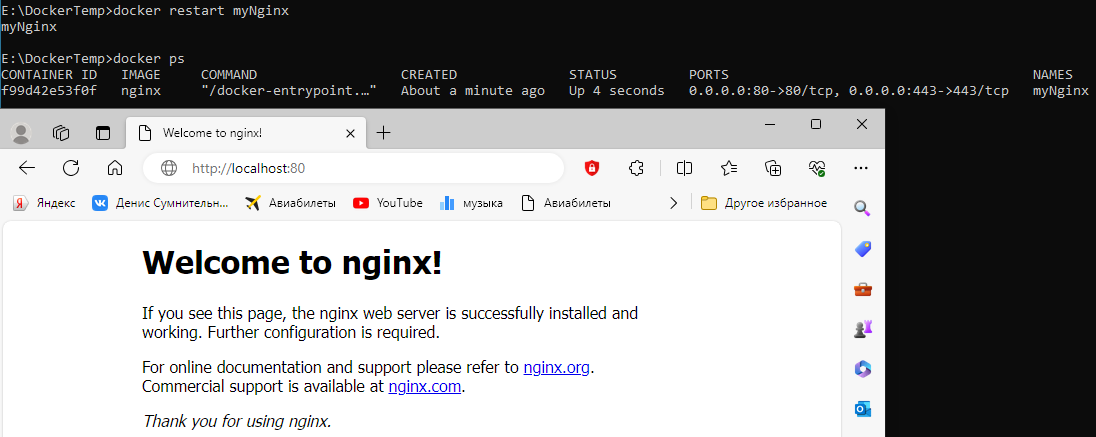 E:\DockerTemp>docker restart myNginx
myNginx
E:\DockerTemp>docker ps
CONTAINER ID IMAGE COMMAND CREATED STATUS PORTS NAMES
f99d42e53f0f nginx "/docker-entrypoint.…" About a minute ago Up 4 seconds 0.0.0.0:80->80/tcp, 0.0.0.0:443->443/tcp myNginx
Welcome to nginx!
http://localhost:80
Яндекс Денис Сумнительн... Авиабилеты YouTube музыка Авиабилеты Другое избранное
Welcome to nginx!
If you see this page, the nginx web server is successfully installed and
working. Further configuration is required.
For online documentation and support please refer to nginx.org.
Commercial support is available at nginx.com.
Thank you for using nginx.